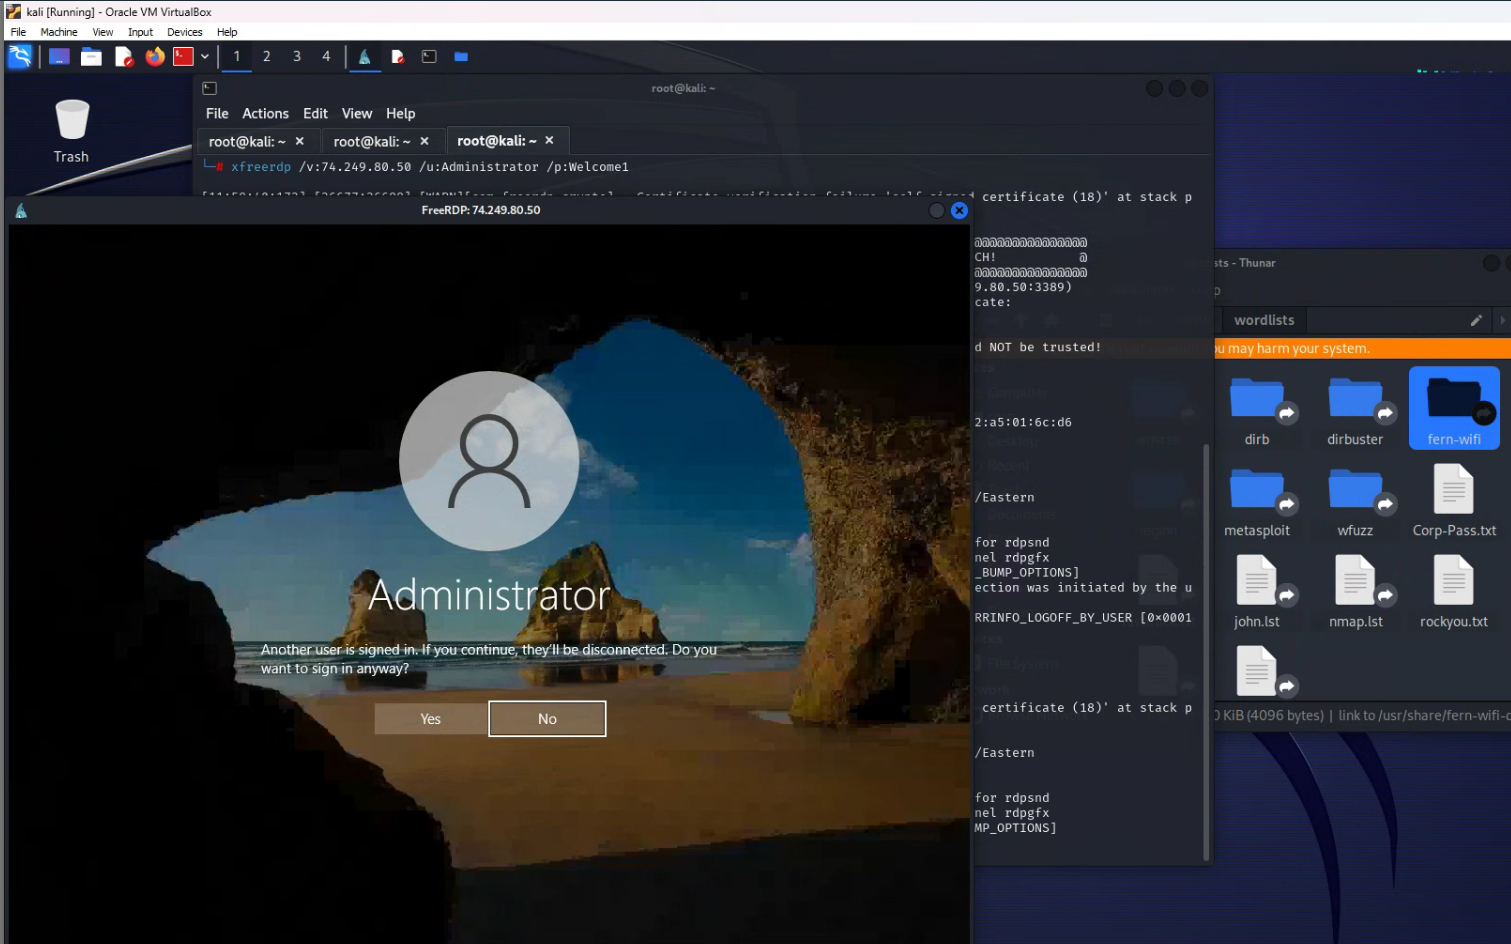 kali [Running] - Oracle VM VirtualBox
File Machine View Input Devices Help
1 2 3 4
root@kali: ~
File Actions Edit View Help
Trash
root@kali: ~ × root@kali: ~ × root@kali: ~ ×
└─# xfreerdp /v:74.249.80.50 /u:Administrator /p:Welcome1
certificate (18)' at stack p
FreeRDP: 74.249.80.50
@@@@@@@@@@@@@@@
CH! @
@@@@@@@@@@@@@@@
9.80.50:3389)
cate:
d NOT be trusted!
2:a5:01:6c:d6
/Eastern
for rdpsnd
nel rdpgfx
_BUMP_OPTIONS]
ection was initiated by the u
RRINFO_LOGOFF_BY_USER [0×0001
certificate (18)' at stack p
/Eastern
for rdpsnd
nel rdpgfx
MP_OPTIONS]
Administrator
Another user is signed in. If you continue, they'll be disconnected. Do you
want to sign in anyway?
Yes No
sts - Thunar
p
wordlists
ou may harm your system.
dirb dirbuster fern-wifi
metasploit wfuzz Corp-Pass.txt
john.lst nmap.lst rockyou.txt
0 KiB (4096 bytes) | link to /usr/share/fern-wifi-c